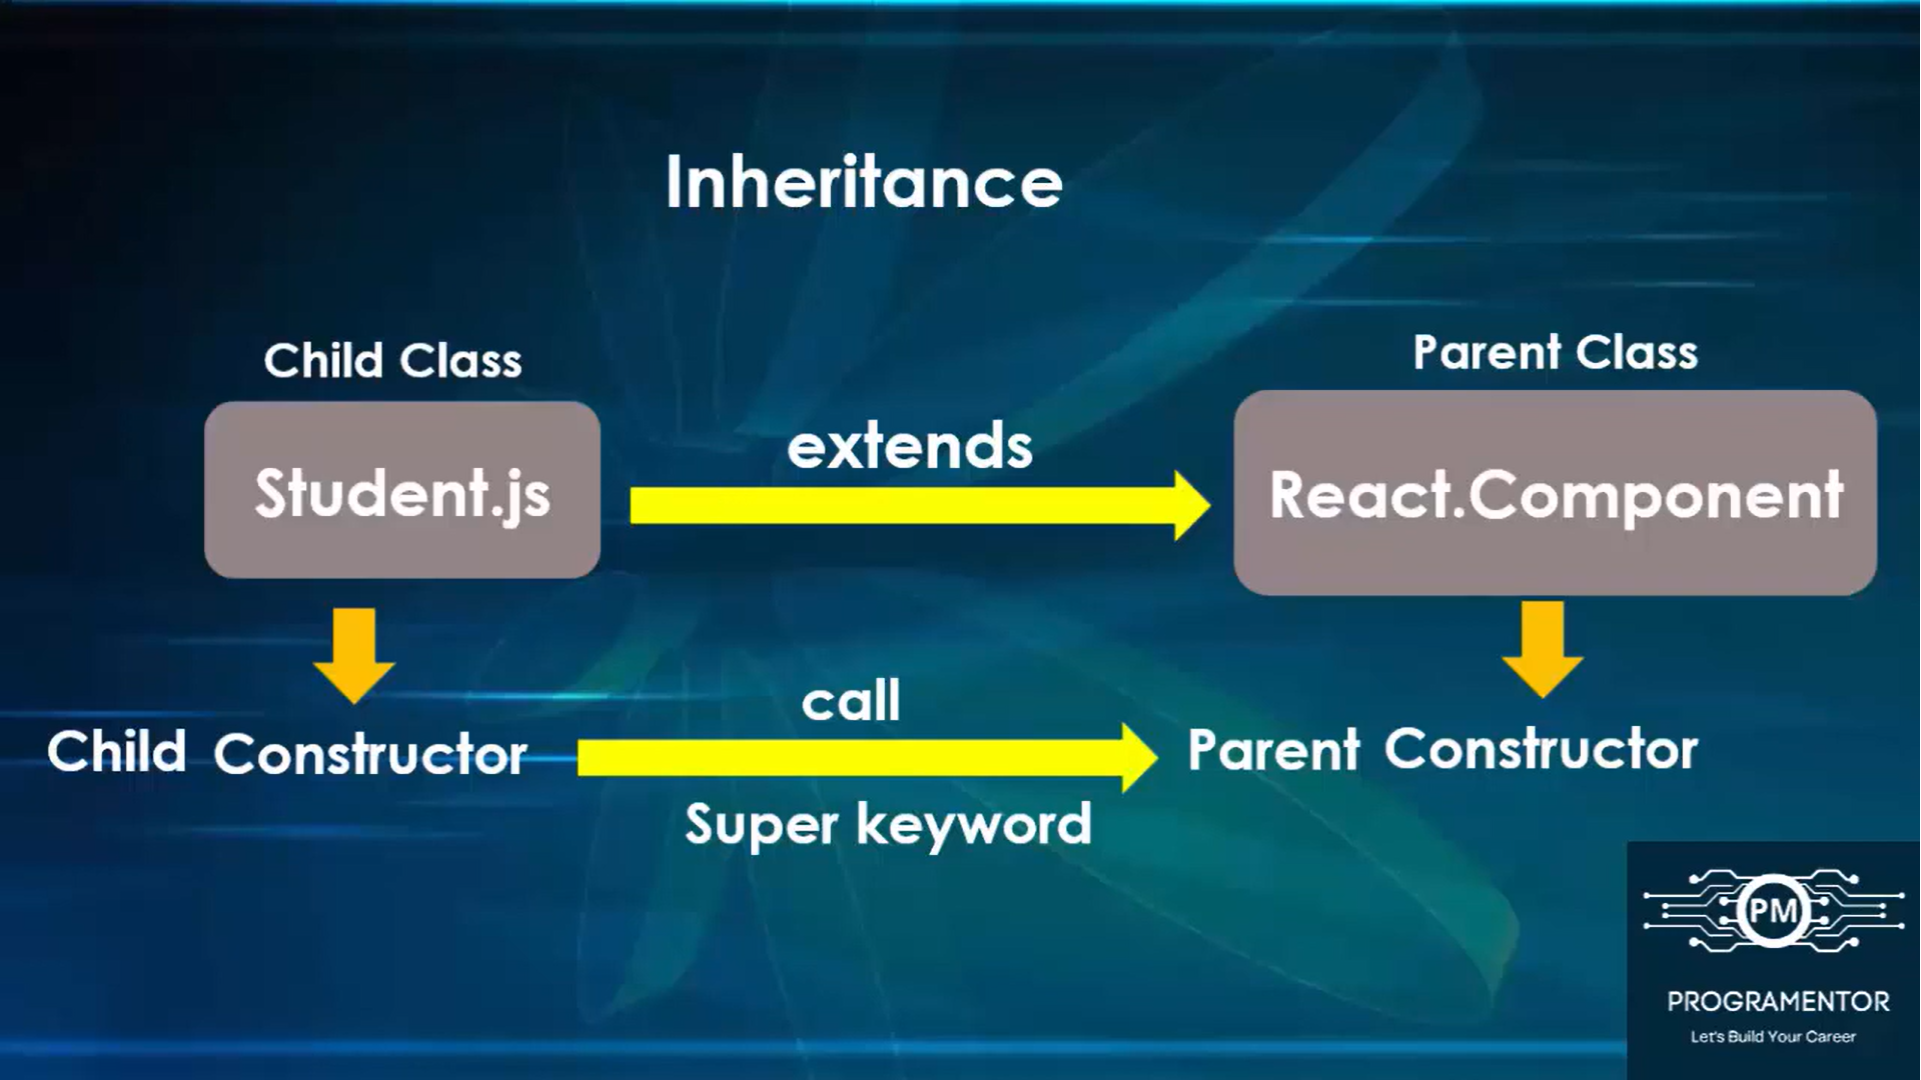 Inheritance
Child Class
Parent Class
Student.js
extends
React.Component
call
Child Constructor
Parent Constructor
Super keyword
PM
PROGRAMENTOR
Let's Build Your Career